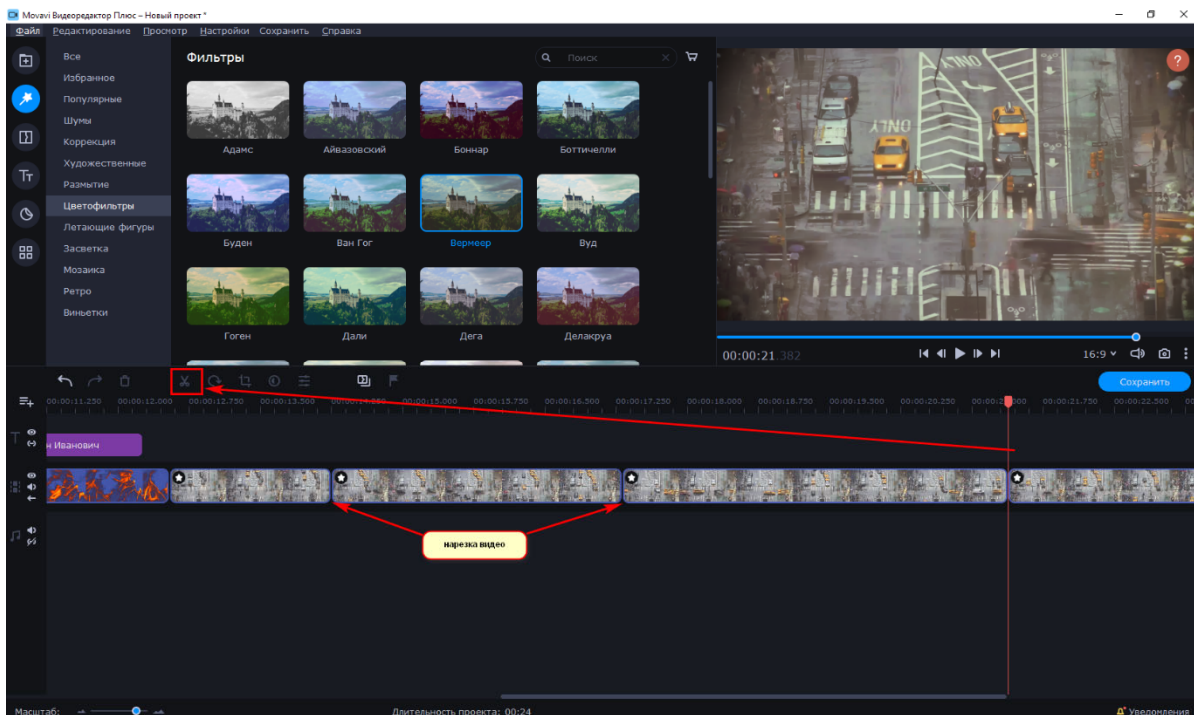 Movavi Видеоредактор Плюс – Новый проект *
Файл Редактирование Просмотр Настройки Сохранить Справка
Все
Избранное
Популярные
Шумы
Коррекция
Художественные
Размытие
Цветофильтры
Летающие фигуры
Засветка
Мозаика
Ретро
Виньетки
Фильтры
Поиск
Адамс Айвазовский Боннар Боттичелли
Буден Ван Гог Вермеер Вуд
Гоген Дали Дега Делакруа
ONLY
?
00:00:21.382
16:9
Сохранить
00:00:11.250 00:00:12.000 00:00:12.750 00:00:13.500 00:00:15.000 00:00:15.750 00:00:16.500 00:00:17.250 00:00:18.000 00:00:18.750 00:00:19.500 00:00:20.250 00:00:21.750 00:00:22.500
н Иванович
нарезка видео
Масштаб:
Длительность проекта: 00:24
Уведомления